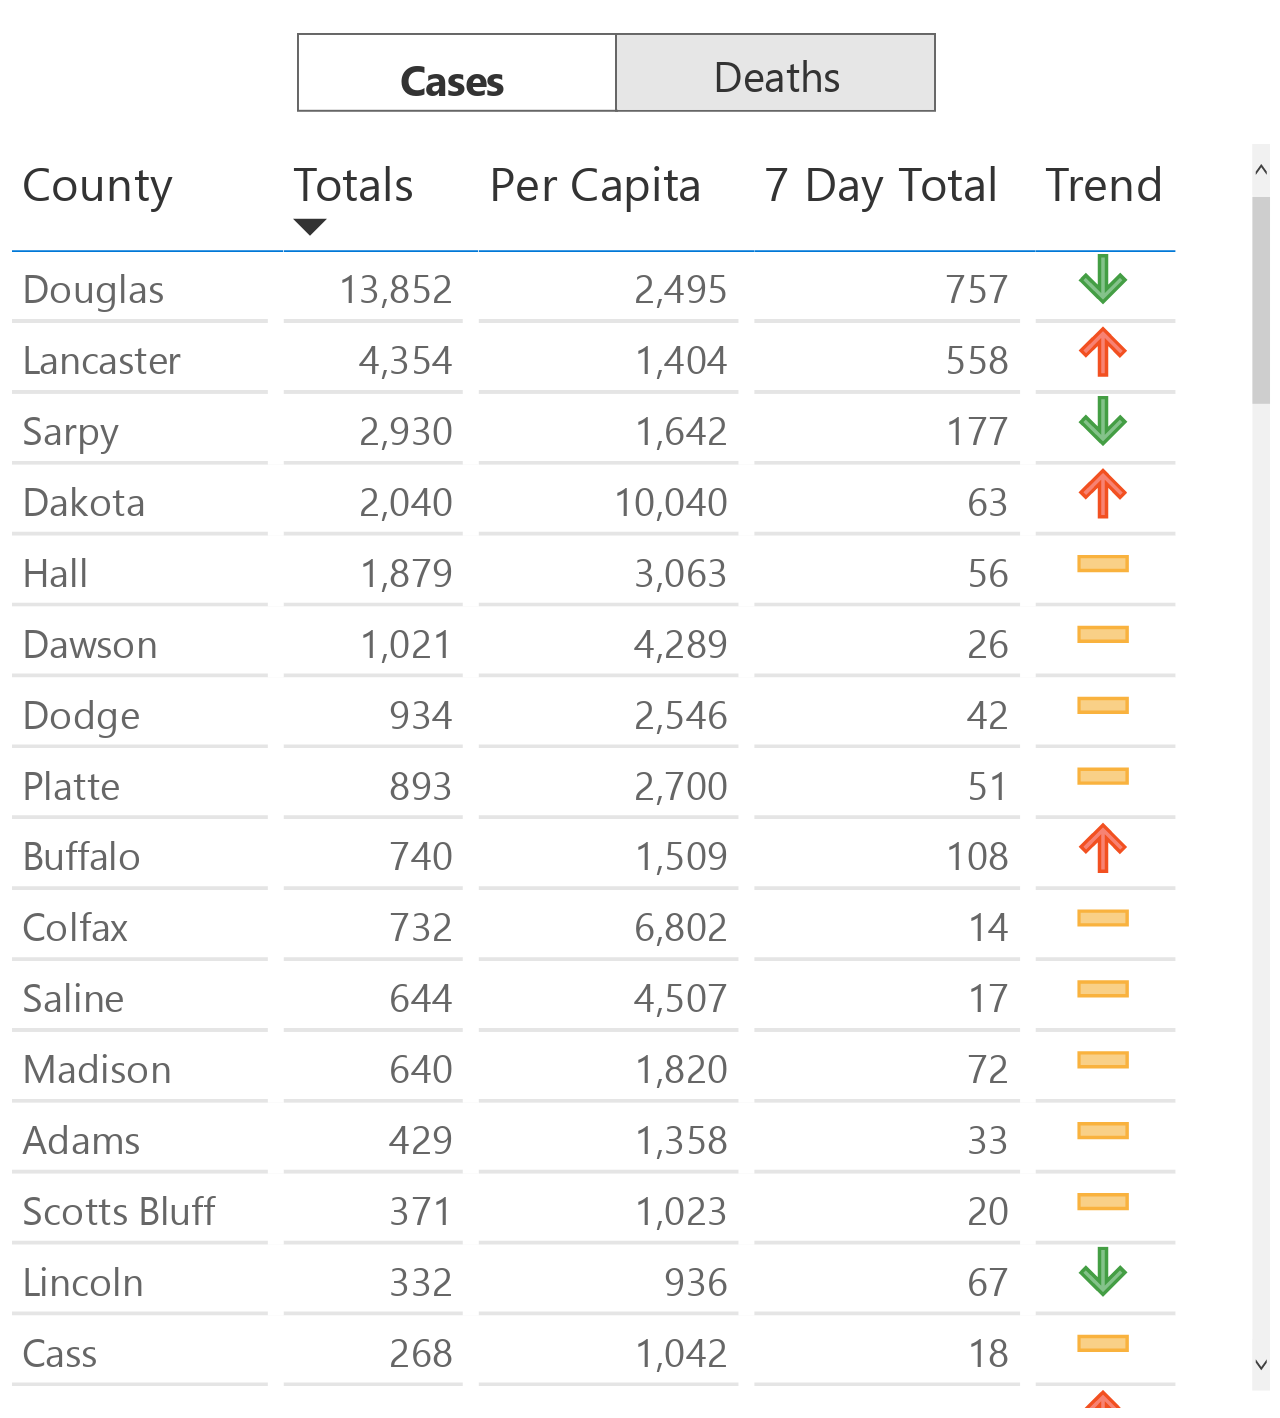 Cases Deaths
County Totals Per Capita 7 Day Total Trend
Douglas 13,852 2,495 757
Lancaster 4,354 1,404 558
Sarpy 2,930 1,642 177
Dakota 2,040 10,040 63
Hall 1,879 3,063 56
Dawson 1,021 4,289 26
Dodge 934 2,546 42
Platte 893 2,700 51
Buffalo 740 1,509 108
Colfax 732 6,802 14
Saline 644 4,507 17
Madison 640 1,820 72
Adams 429 1,358 33
Scotts Bluff 371 1,023 20
Lincoln 332 936 67
Cass 268 1,042 18